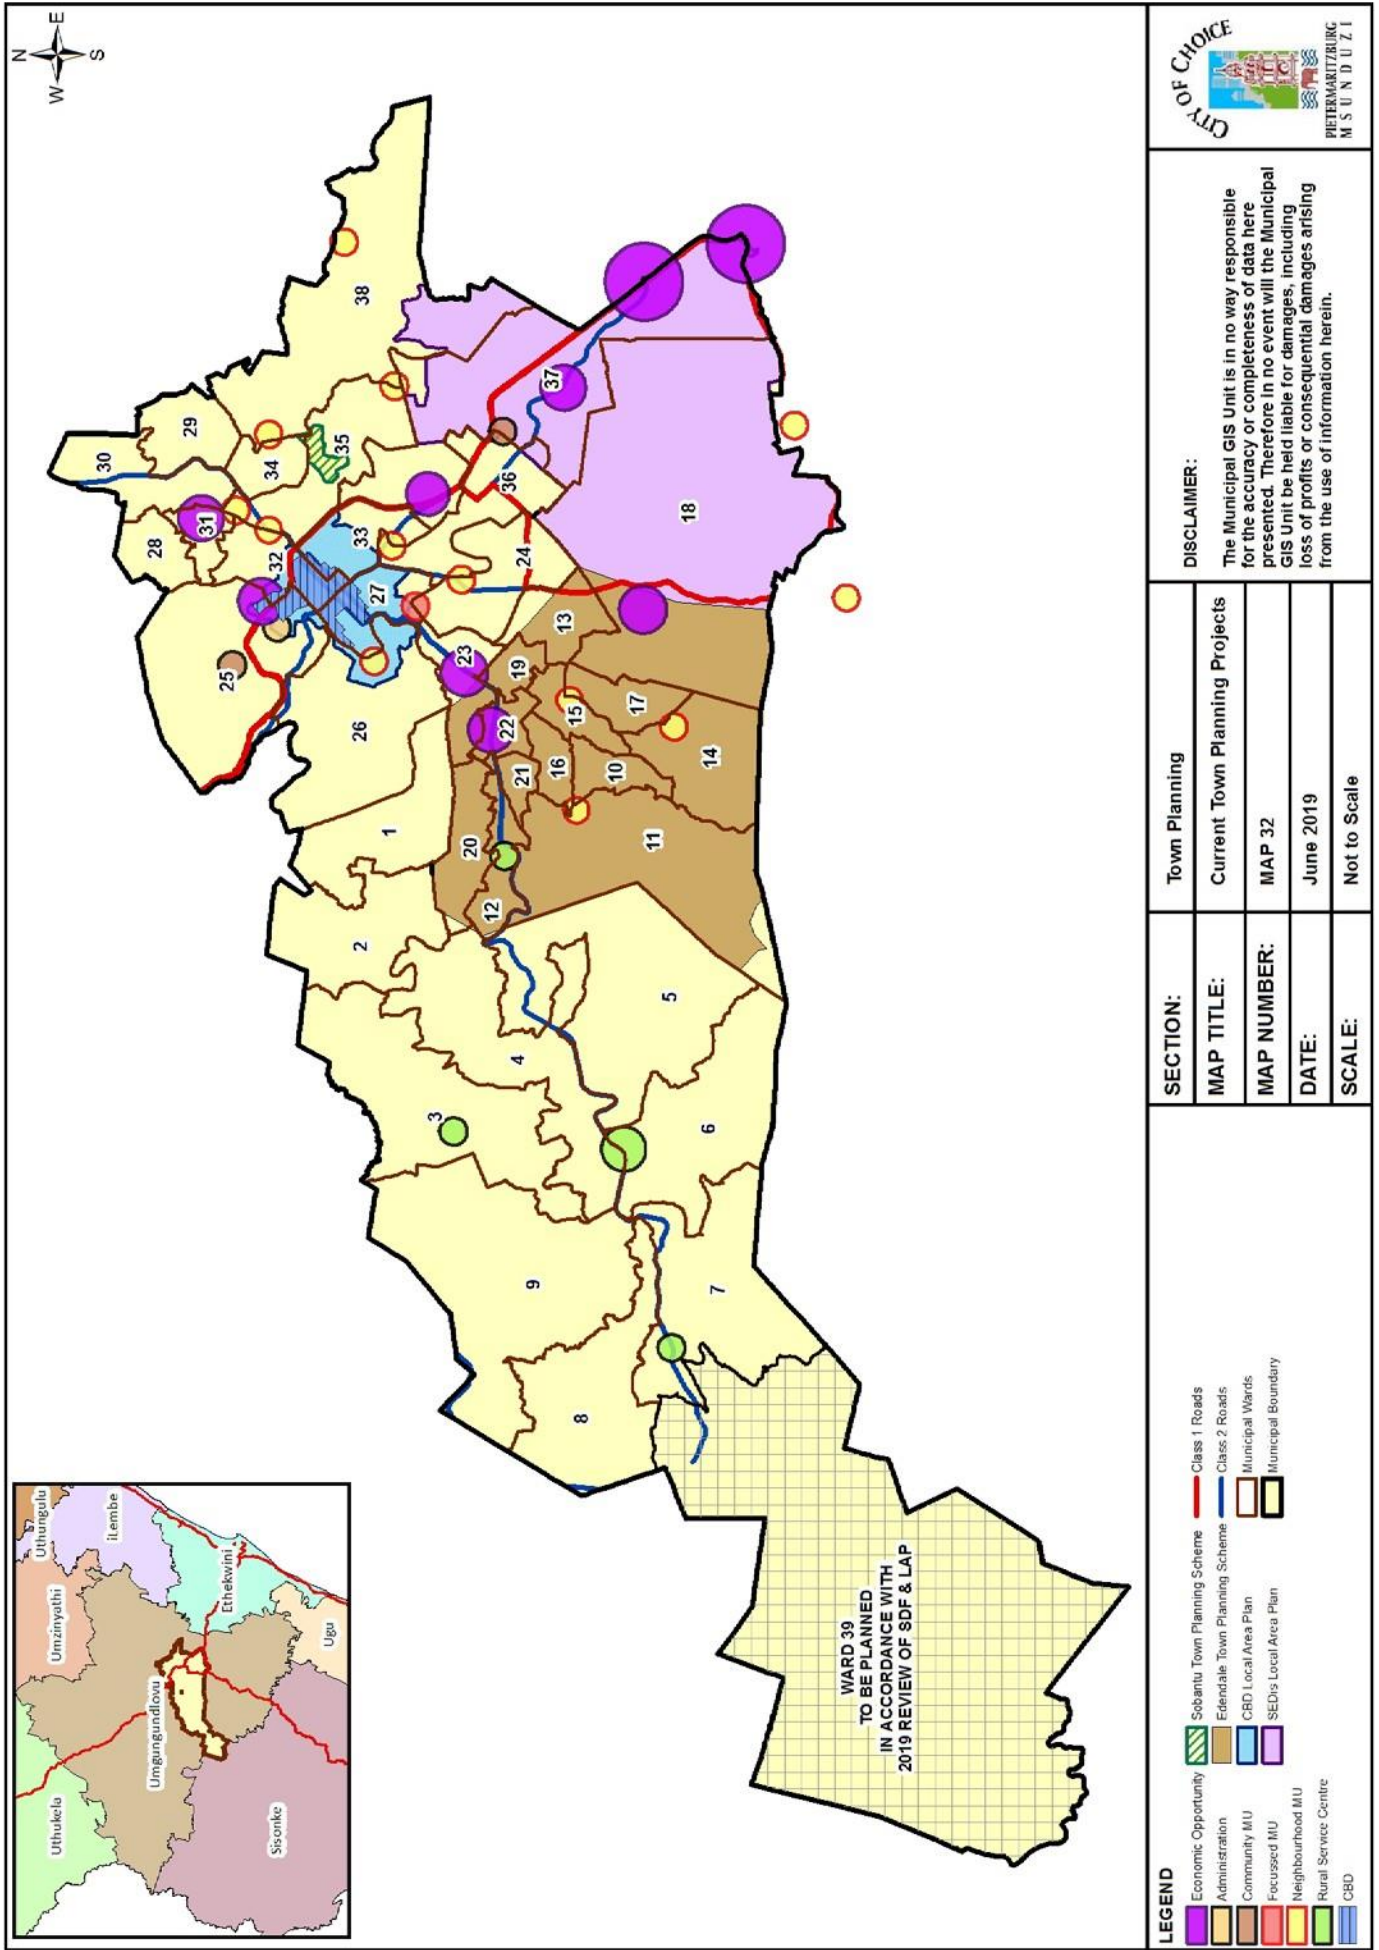 N
W
E
S
Uthukela
Umzinyathi
Uthungulu
iLembe
Umgungundlovu
Ethekwini
Ugu
Sisonke
30
29
28
31
34
35
38
32
33
25
27
26
37
36
24
18
23
13
19
22
15
17
21
16
10
14
1
20
11
12
2
4
5
3
6
9
7
8
WARD 39
TO BE PLANNED
IN ACCORDANCE WITH
2019 REVIEW OF SDF & LAP
LEGEND
Economic Opportunity
Administration
Community MU
Focussed MU
Neighbourhood MU
Rural Service Centre
CBD
Sobantu Town Planning Scheme
Edendale Town Planning Scheme
CBD Local Area Plan
SEDis Local Area Plan
Class 1 Roads
Class 2 Roads
Municipal Wards
Municipal Boundary
SECTION: Town Planning
MAP TITLE: Current Town Planning Projects
MAP NUMBER: MAP 32
DATE: June 2019
SCALE: Not to Scale
DISCLAIMER:
The Municipal GIS Unit is in no way responsible
for the accuracy or completeness of data here
presented. Therefore in no event will the Municipal
GIS Unit be held liable for damages, including
loss of profits or consequential damages arising
from the use of information herein.
CITY OF CHOICE
PIETERMARITZBURG
MSUNDUZI